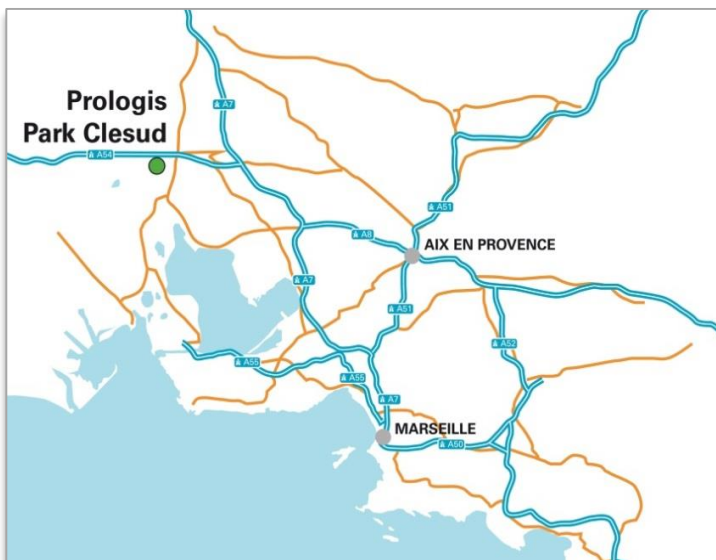 A7
Prologis
Park Clesud
A54
A51
A8
AIX EN PROVENCE
A7
A51
A52
A55
A55
A7
MARSEILLE
A50